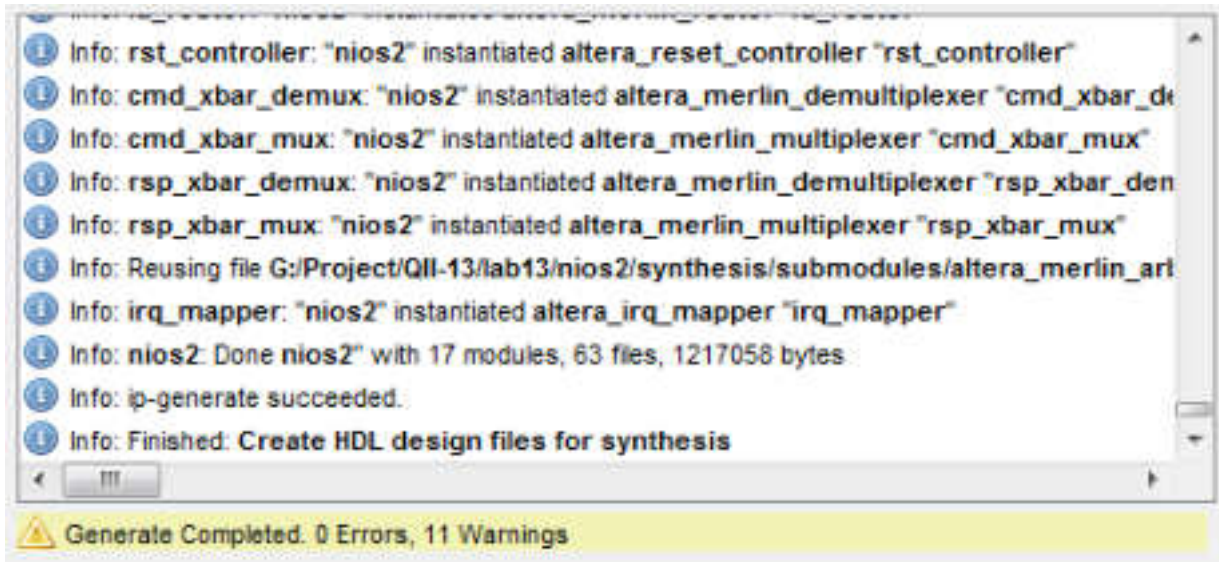 Info: rst_controller: "nios2" instantiated altera_reset_controller "rst_controller"
Info: cmd_xbar_demux: "nios2" instantiated altera_merlin_demultiplexer "cmd_xbar_de
Info: cmd_xbar_mux: "nios2" instantiated altera_merlin_multiplexer "cmd_xbar_mux"
Info: rsp_xbar_demux: "nios2" instantiated altera_merlin_demultiplexer "rsp_xbar_den
Info: rsp_xbar_mux: "nios2" instantiated altera_merlin_multiplexer "rsp_xbar_mux"
Info: Reusing file G:/Project/QII-13/lab13/nios2/synthesis/submodules/altera_merlin_arl
Info: irq_mapper: "nios2" instantiated altera_irq_mapper "irq_mapper"
Info: nios2: Done nios2" with 17 modules, 63 files, 1217058 bytes
Info: ip-generate succeeded.
Info: Finished: Create HDL design files for synthesis
Generate Completed. 0 Errors, 11 Warnings